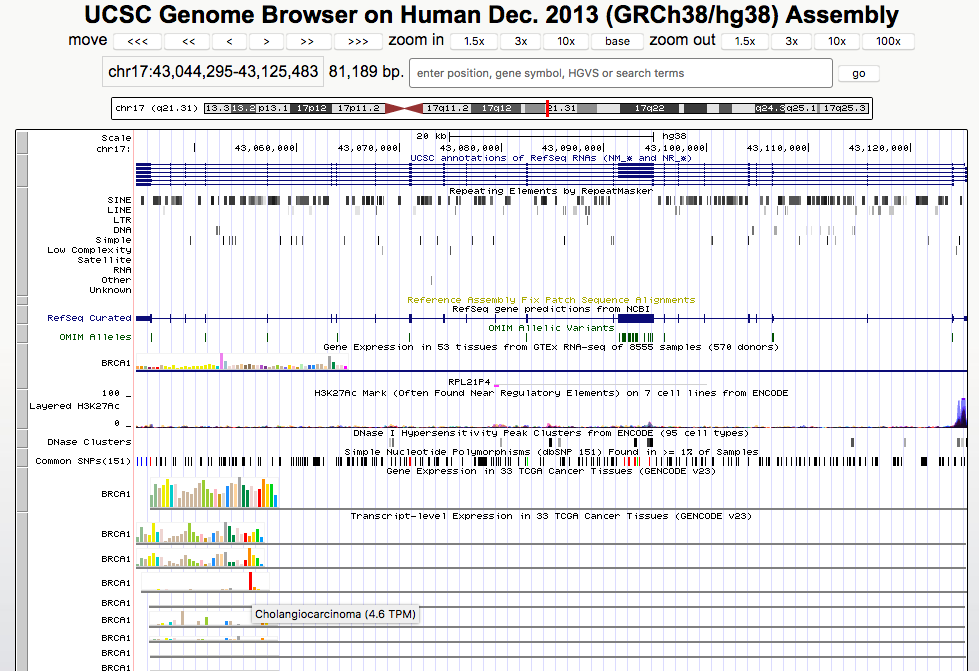 UCSC Genome Browser on Human Dec. 2013 (GRCh38/hg38) Assembly
move <<< << < > >> >>> zoom in 1.5x 3x 10x base zoom out 1.5x 3x 10x 100x
chr17:43,044,295-43,125,483 81,189 bp. enter position, gene symbol, HGVS or search terms go
chr17 (q21.31) 13.3 13.2 p13.1 17p12 17p11.2 17q11.2 17q12 21.31 17q22 q24.3 q25.1 17q25.3
Scale 20 kb hg38
chr17: 43,060,000 43,070,000 43,080,000 43,090,000 43,100,000 43,110,000 43,120,000
UCSC annotations of RefSeq RNAs (NM_* and NR_*)
Repeating Elements by RepeatMasker
SINE
LINE
LTR
DNA
Simple
Low Complexity
Satellite
RNA
Other
Unknown
Reference Assembly Fix Patch Sequence Alignments
RefSeq gene predictions from NCBI
RefSeq Curated
OMIM Allelic Variants
OMIM Alleles
Gene Expression in 53 tissues from GTEx RNA-seq of 8555 samples (570 donors)
BRCA1
RPL21P4
H3K27Ac Mark (Often Found Near Regulatory Elements) on 7 cell lines from ENCODE
100 _
Layered H3K27Ac
0 _
DNase I Hypersensitivity Peak Clusters from ENCODE (95 cell types)
DNase Clusters
Simple Nucleotide Polymorphisms (dbSNP 151) Found in >= 1% of Samples
Common SNPs(151)
Gene Expression in 33 TCGA Cancer Tissues (GENCODE v23)
BRCA1
Transcript-level Expression in 33 TCGA Cancer Tissues (GENCODE v23)
BRCA1
BRCA1
BRCA1
BRCA1
Cholangiocarcinoma (4.6 TPM)
BRCA1
BRCA1
BRCA1
BRCA1